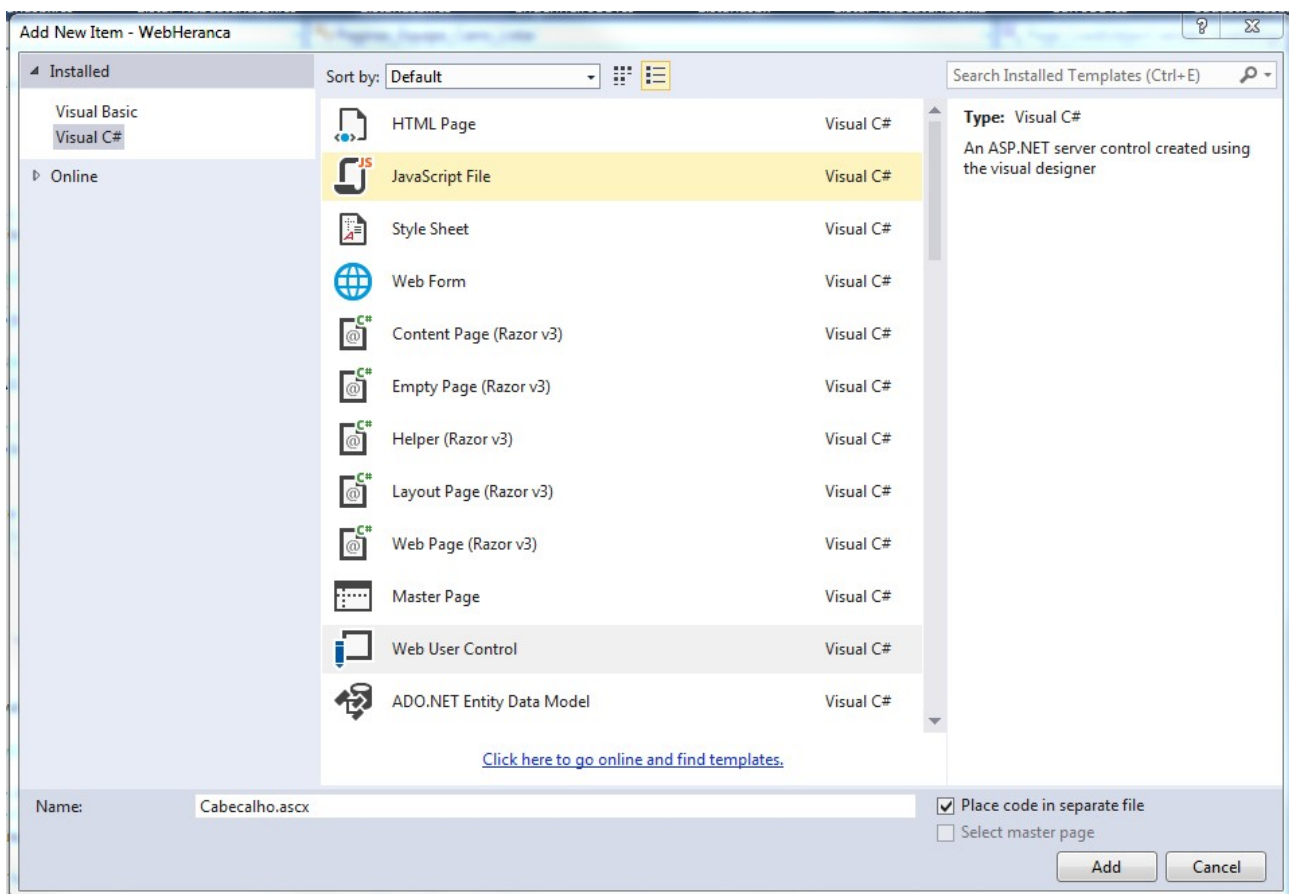 Add New Item - WebHeranca
Installed
Visual Basic
Visual C#
Online
Sort by: Default
Search Installed Templates (Ctrl+E)
HTML Page Visual C#
JavaScript File Visual C#
Style Sheet Visual C#
Web Form Visual C#
Content Page (Razor v3) Visual C#
Empty Page (Razor v3) Visual C#
Helper (Razor v3) Visual C#
Layout Page (Razor v3) Visual C#
Web Page (Razor v3) Visual C#
Master Page Visual C#
Web User Control Visual C#
ADO.NET Entity Data Model Visual C#
Click here to go online and find templates.
Type: Visual C#
An ASP.NET server control created using
the visual designer
Name: Cabecalho.ascx
Place code in separate file
Select master page
Add Cancel